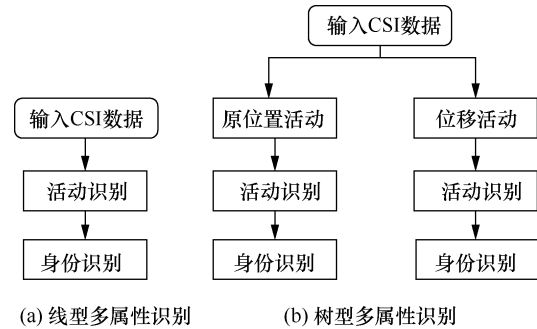 输入CSI数据
活动识别
身份识别
(a) 线型多属性识别
输入CSI数据
原位置活动
位移活动
活动识别
活动识别
身份识别
身份识别
(b) 树型多属性识别